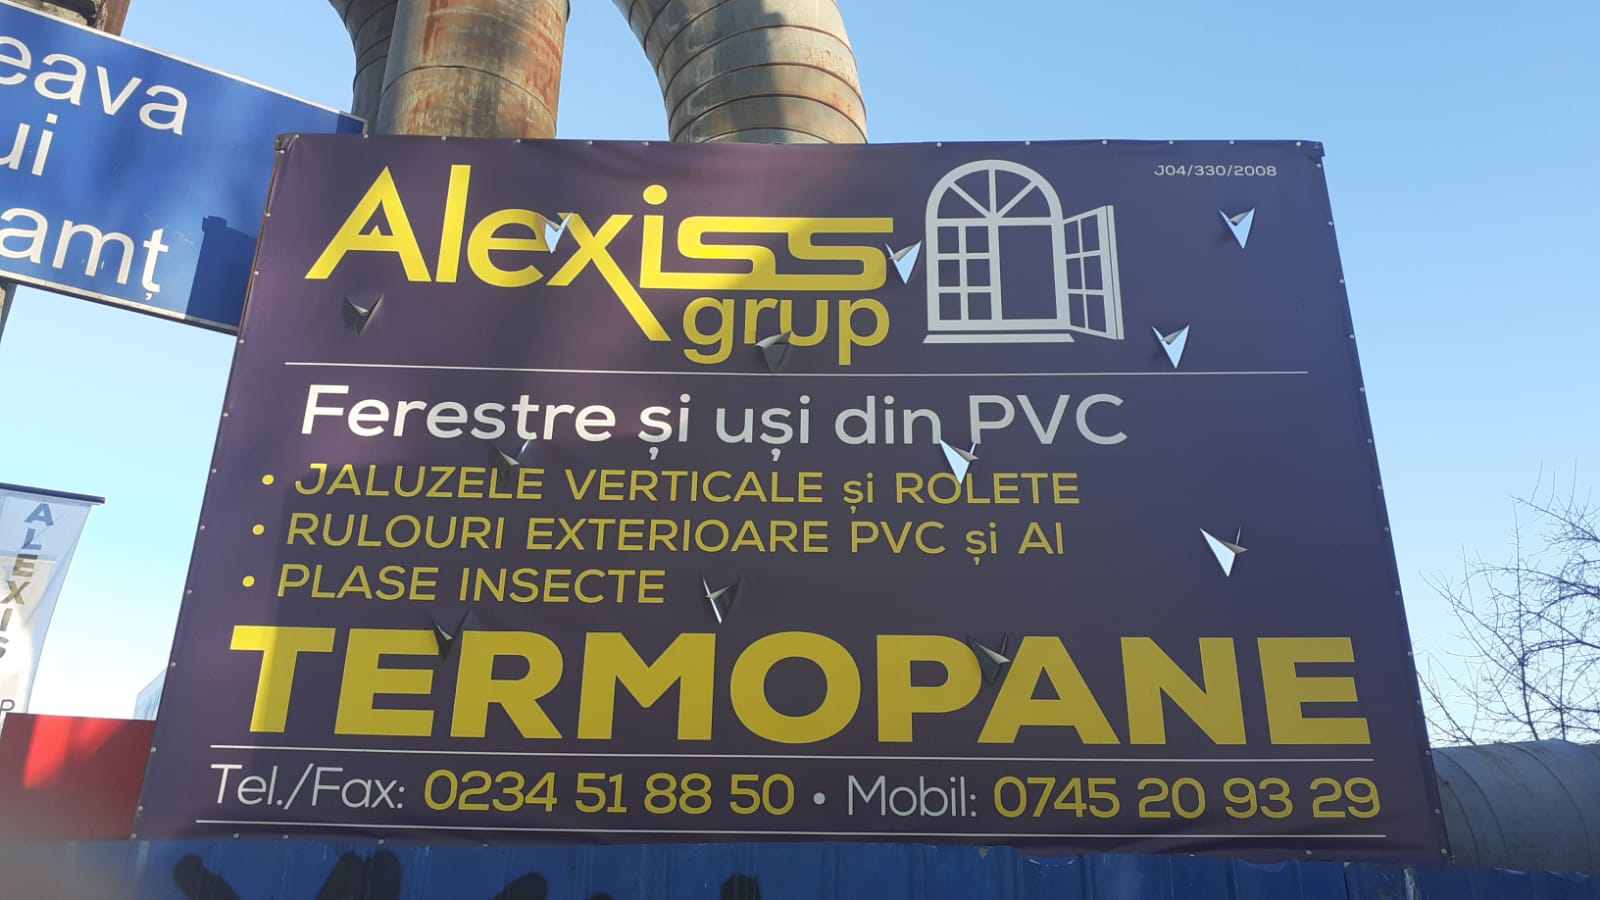 eava
ui
amț
J04/330/2008
Alexiss
grup
Ferestre și uși din PVC
• JALUZELE VERTICALE și ROLETE
• RULOURI EXTERIOARE PVC și Al
• PLASE INSECTE
TERMOPANE
Tel./Fax: 0234 51 88 50 • Mobil: 0745 20 93 29
ALEXIS